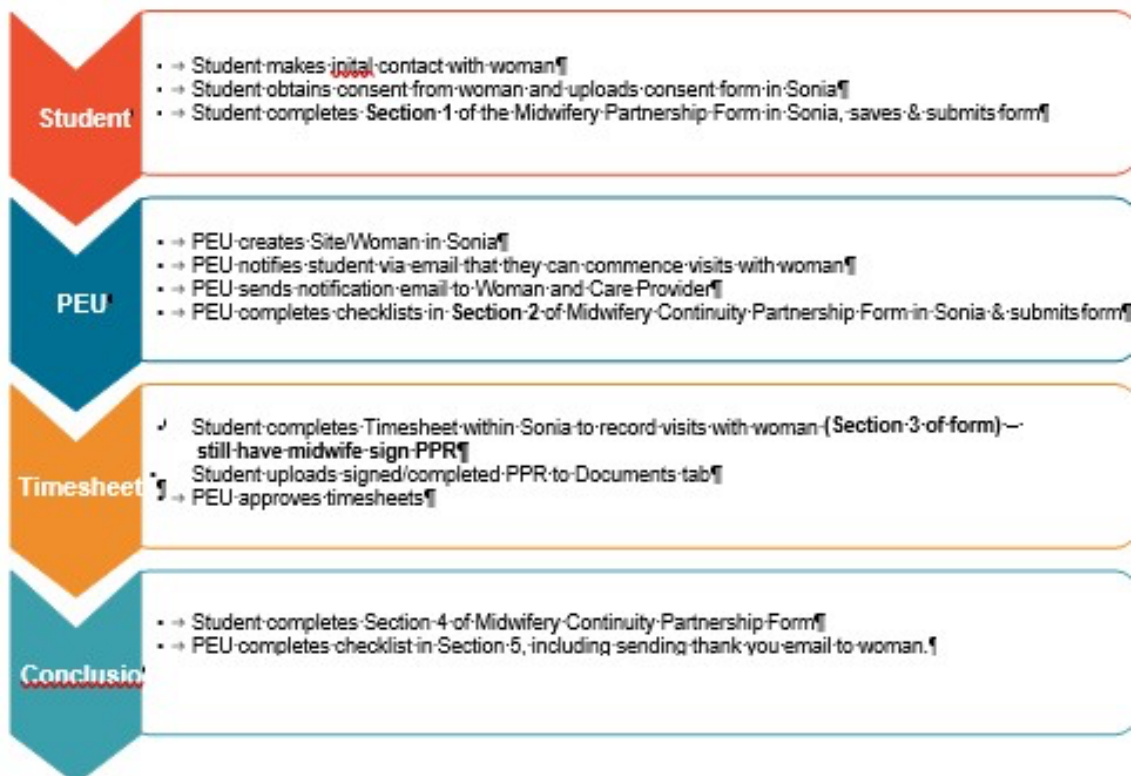 Student makes inital contact with woman
Student obtains consent from woman and uploads consent form in Sonia
Student
Student completes Section 1 of the Midwifery Partnership Form in Sonia, saves & submits form
PEU creates Site/Woman in Sonia
PEU notifies student via email that they can commence visits with woman
PEU
PEU sends notification email to Woman and Care Provider
PEU completes checklists in Section 2 of Midwifery Continuity Partnership Form in Sonia & submits form
Student completes Timesheet within Sonia to record visits with woman (Section 3 of form) –
still have midwife sign PPR
Student uploads signed/completed PPR to Documents tab
Timesheet
PEU approves timesheets
Student completes Section 4 of Midwifery Continuity Partnership Form
PEU completes checklist in Section 5, including sending thank you email to woman.
Conclusio